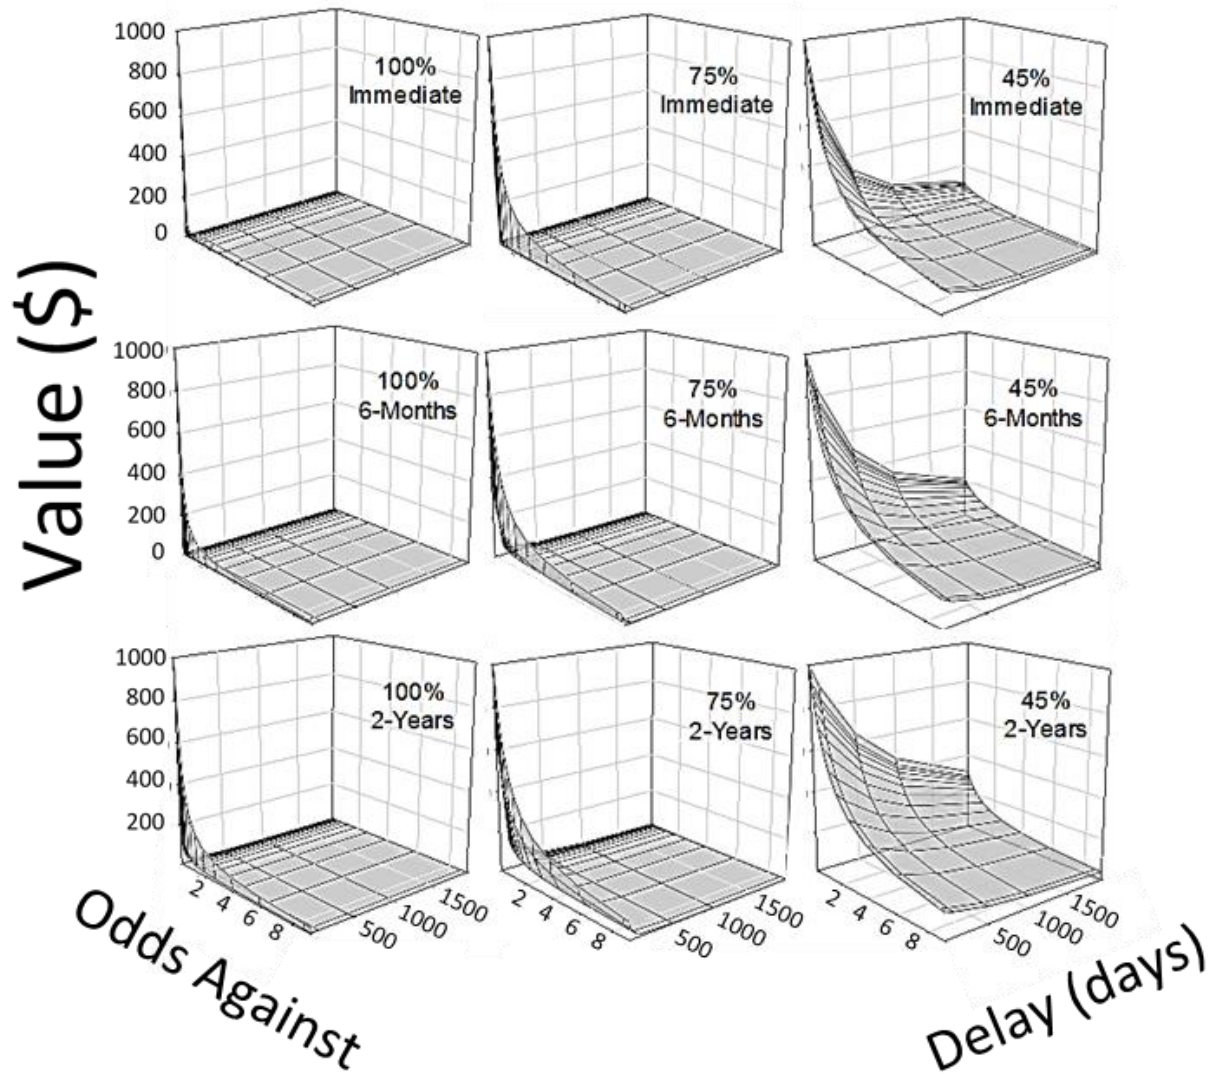 1000
800
600
400
200
0
100%
Immediate
75%
Immediate
45%
Immediate
Value ($)
1000
800
600
400
200
0
100%
6-Months
75%
6-Months
45%
6-Months
1000
800
600
400
200
100%
2-Years
75%
2-Years
45%
2-Years
2 4 6 8
500 1000 1500
2 4 6 8
500 1000 1500
2 4 6 8
500 1000 1500
Odds Against
Delay (days)